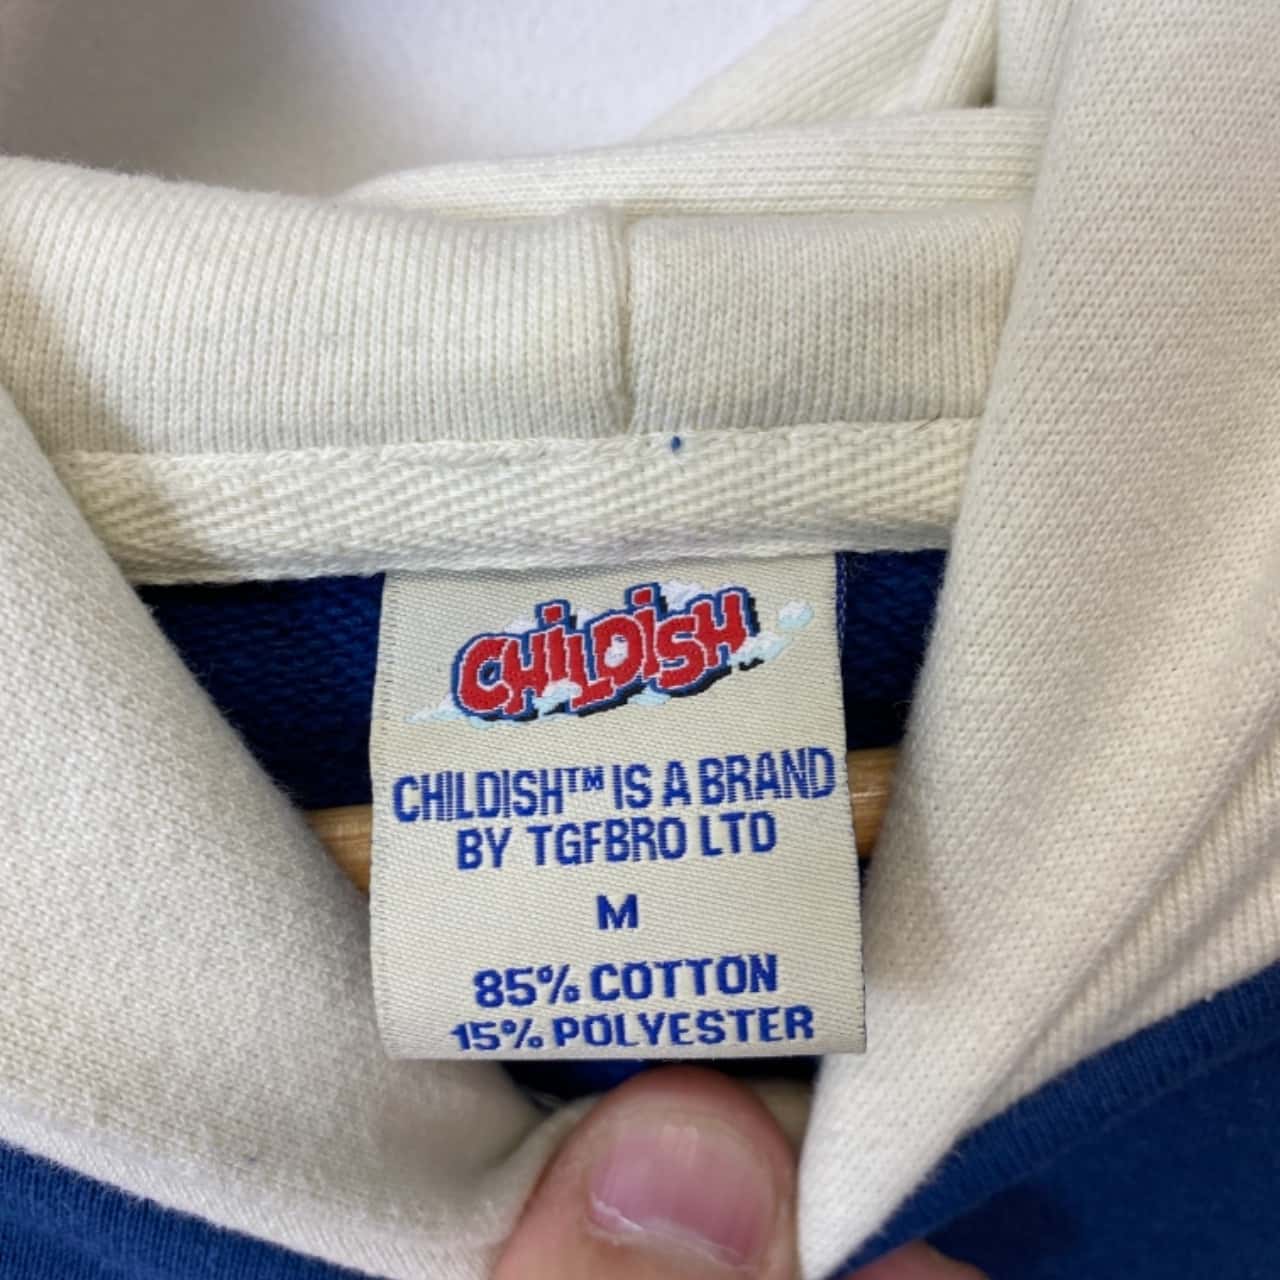 CHILDISH
CHILDISH™ IS A BRAND
BY TGFBRO LTD
M
85% COTTON
15% POLYESTER